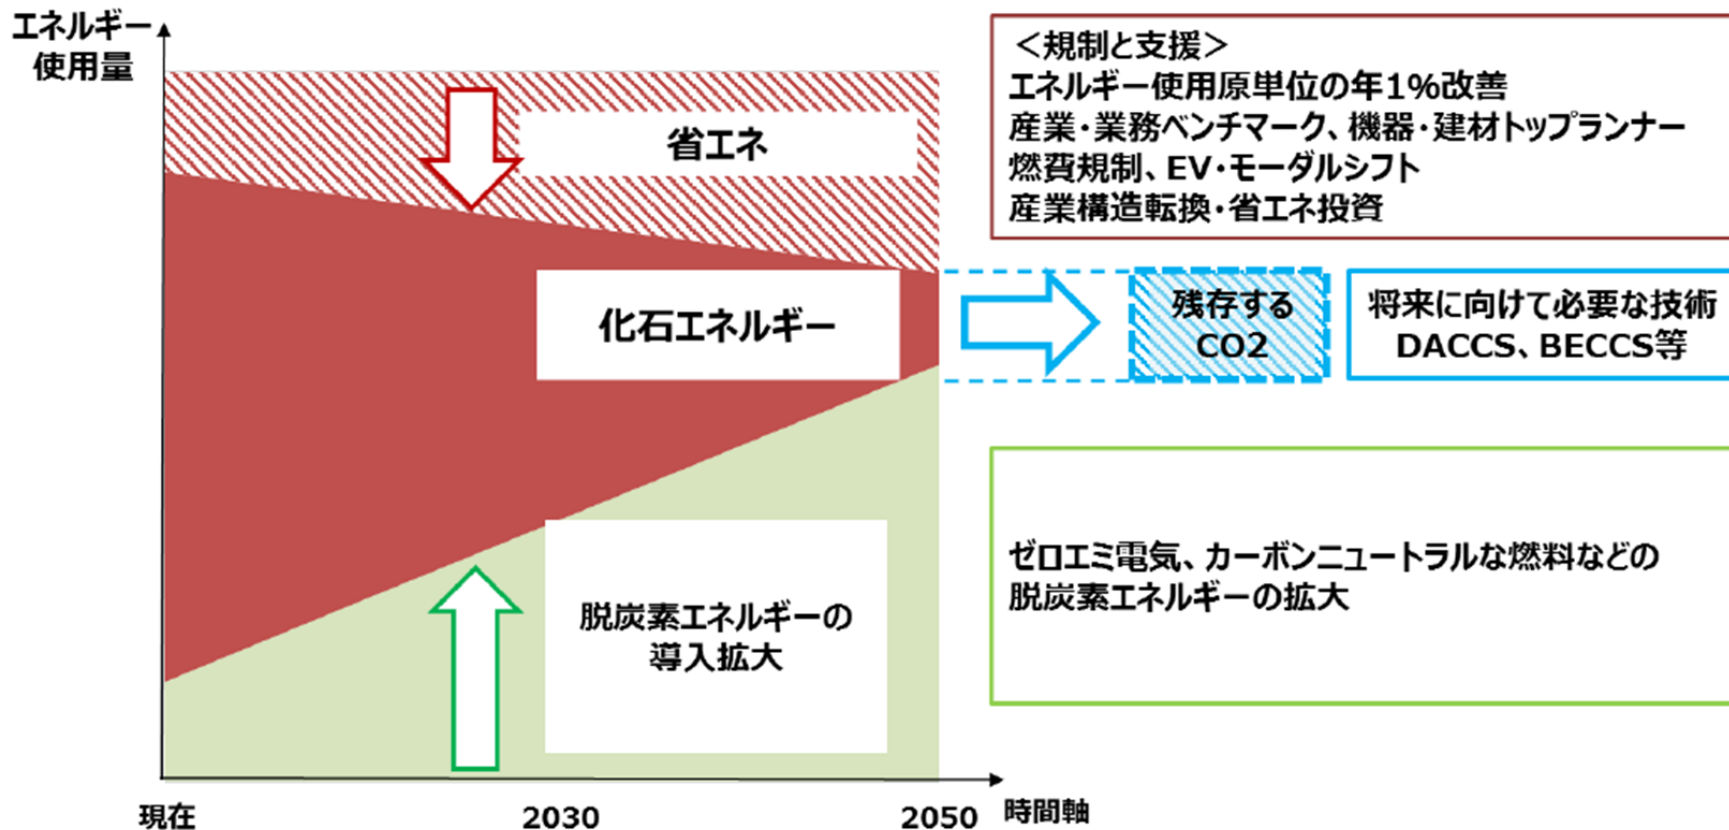 エネルギー
使用量
省エネ
化石エネルギー
脱炭素エネルギーの
導入拡大
現在
2030
2050
時間軸
＜規制と支援＞
エネルギー使用原単位の年1%改善
産業・業務ベンチマーク、機器・建材トップランナー
燃費規制、EV・モーダルシフト
産業構造転換・省エネ投資
残存する
CO2
将来に向けて必要な技術
DACCS、BECCS等
ゼロエミ電気、カーボンニュートラルな燃料などの
脱炭素エネルギーの拡大